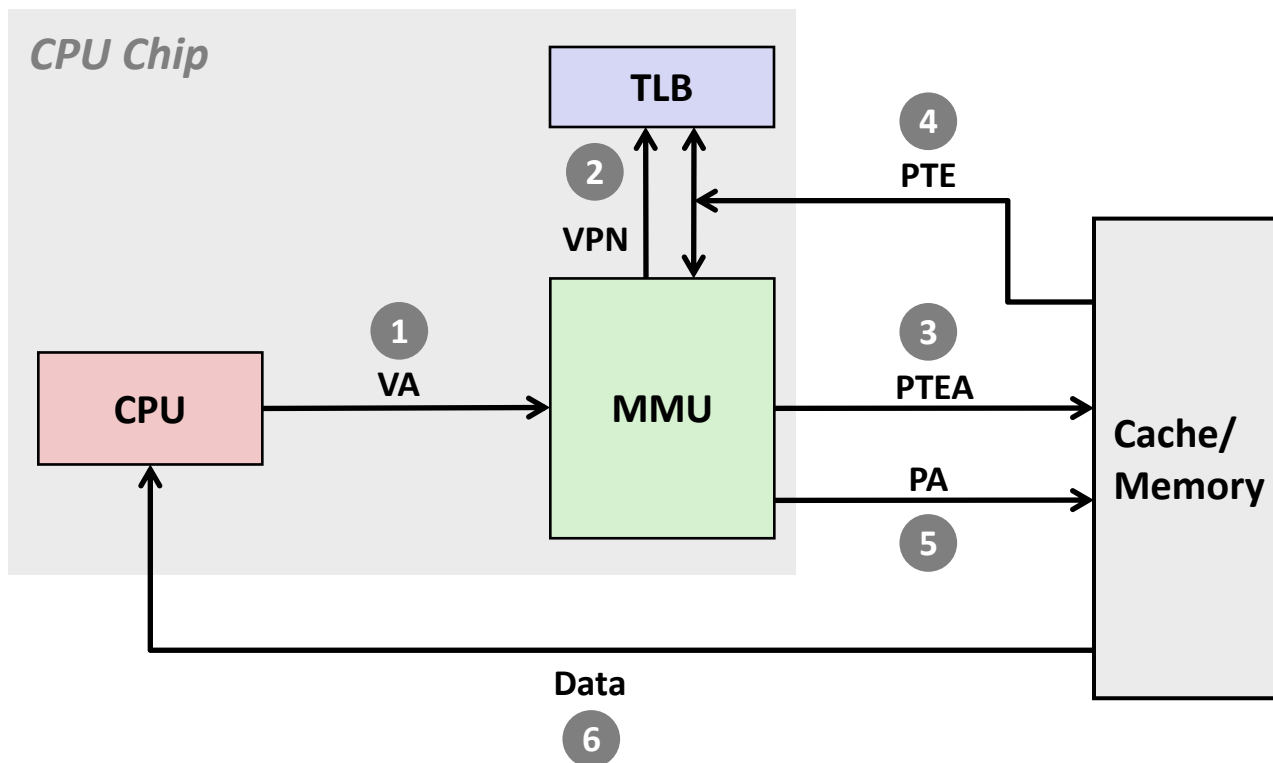 CPU Chip
TLB
4
PTE
2
VPN
1
VA
3
PTEA
CPU
MMU
Cache/
Memory
PA
5
Data
6